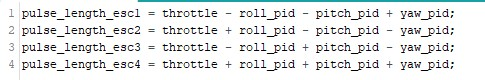 1 pulse_length_esc1 = throttle - roll_pid - pitch_pid + yaw_pid;
2 pulse_length_esc2 = throttle + roll_pid - pitch_pid - yaw_pid;
3 pulse_length_esc3 = throttle - roll_pid + pitch_pid - yaw_pid;
4 pulse_length_esc4 = throttle + roll_pid + pitch_pid + yaw_pid;